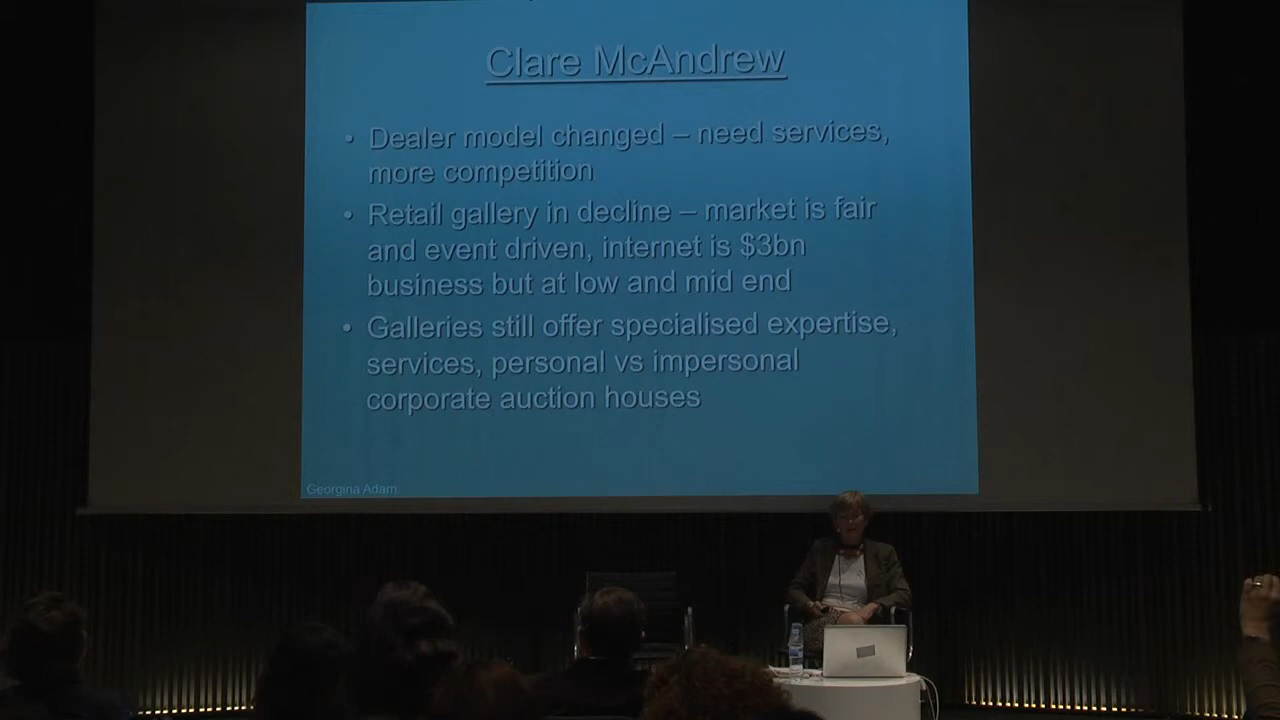 Clare McAndrew
• Dealer model changed – need services,
more competition
• Retail gallery in decline – market is fair
and event driven, internet is $3bn
business but at low and mid end
• Galleries still offer specialised expertise,
services, personal vs impersonal
corporate auction houses
Georgina Adam